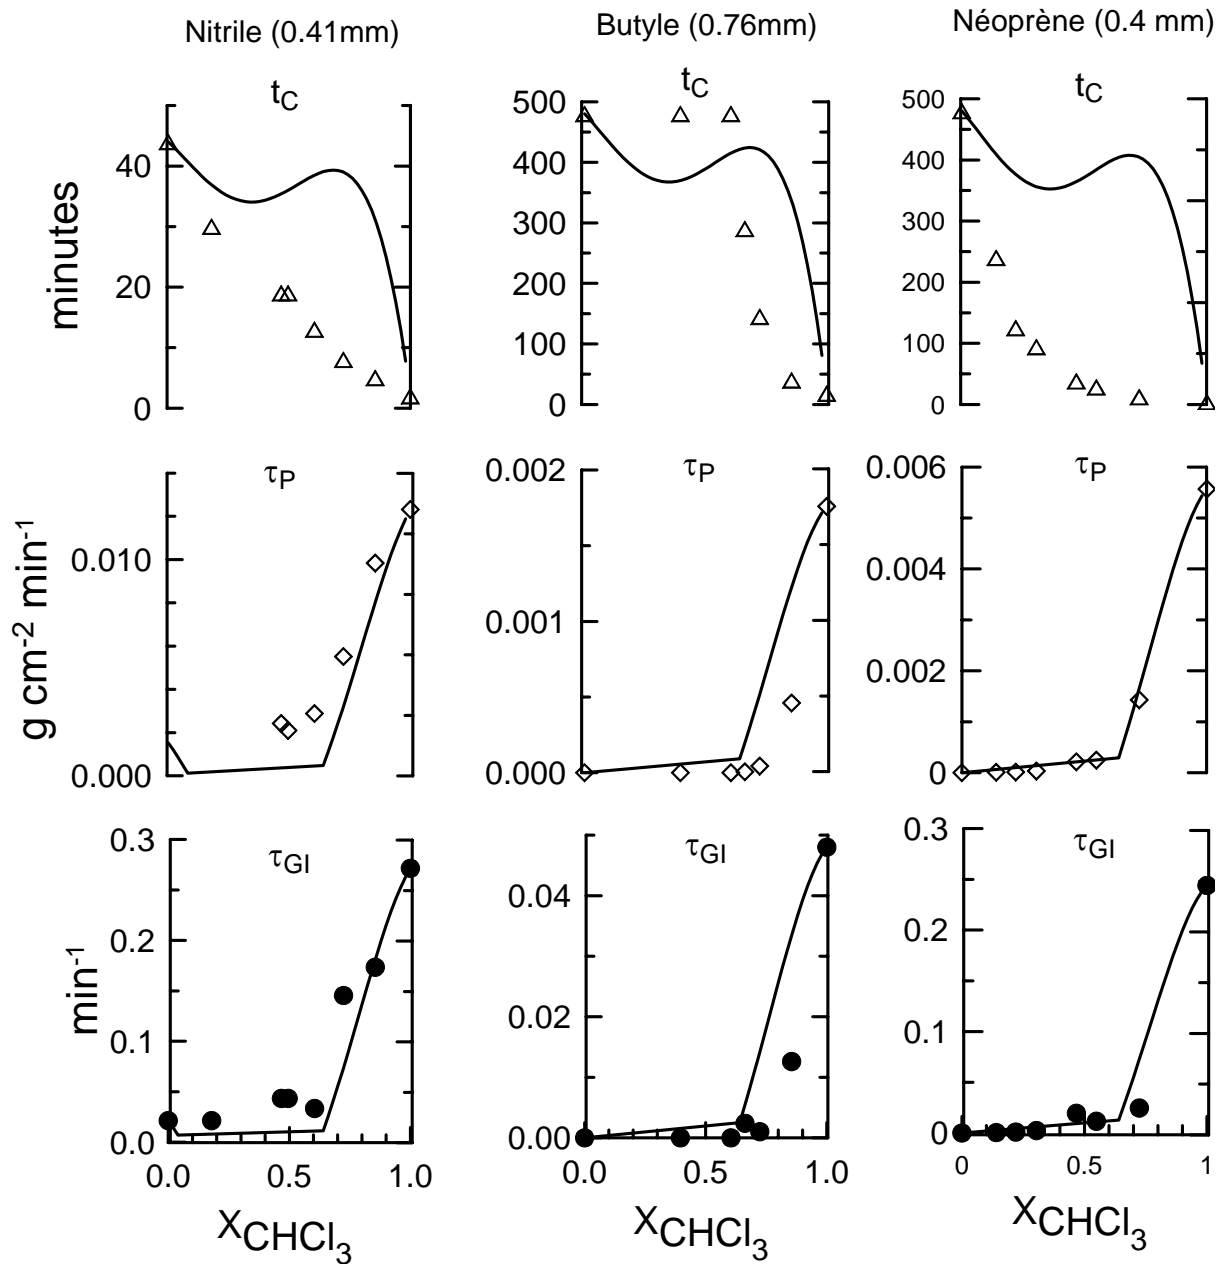 Nitrile (0.41mm)
Butyle (0.76mm)
Néoprène (0.4 mm)
t_C
t_C
t_C
minutes
40
20
0
500
400
300
200
100
0
500
400
300
200
100
0
τ_P
τ_P
τ_P
g cm^-2 min^-1
0.010
0.000
0.002
0.001
0.000
0.006
0.004
0.002
0
τ_GI
τ_GI
τ_GI
min^-1
0.3
0.2
0.1
0.0
0.04
0.02
0.00
0.3
0.2
0.1
0
0.0 0.5 1.0
0.0 0.5 1.0
0 0.5 1
X_CHCl_3
X_CHCl_3
X_CHCl_3